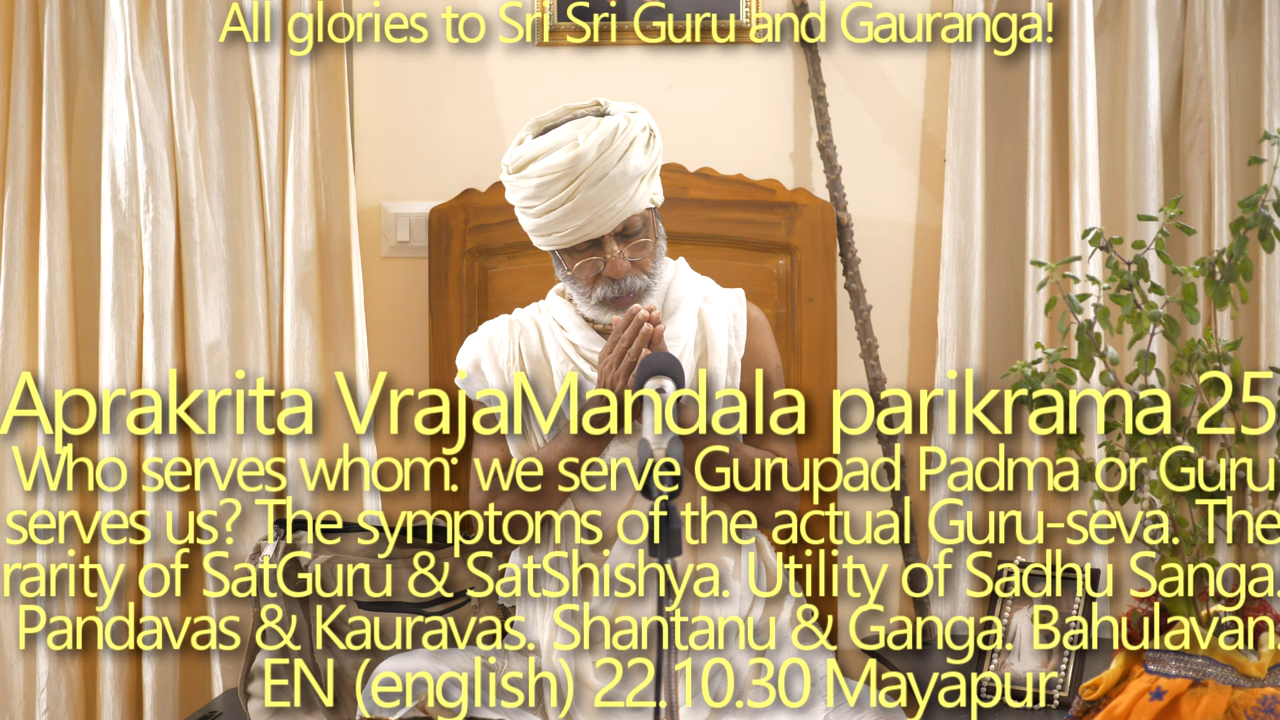 All glories to Sri Sri Guru and Gauranga!
Aprakrita VrajaMandala parikrama 25
Who serves whom: we serve Gurupad Padma or Guru
serves us? The symptoms of the actual Guru-seva. The
rarity of SatGuru & SatShishya. Utility of Sadhu Sanga.
Pandavas & Kauravas. Shantanu & Ganga. Bahulavan.
EN (english) 22.10.30 Mayapur